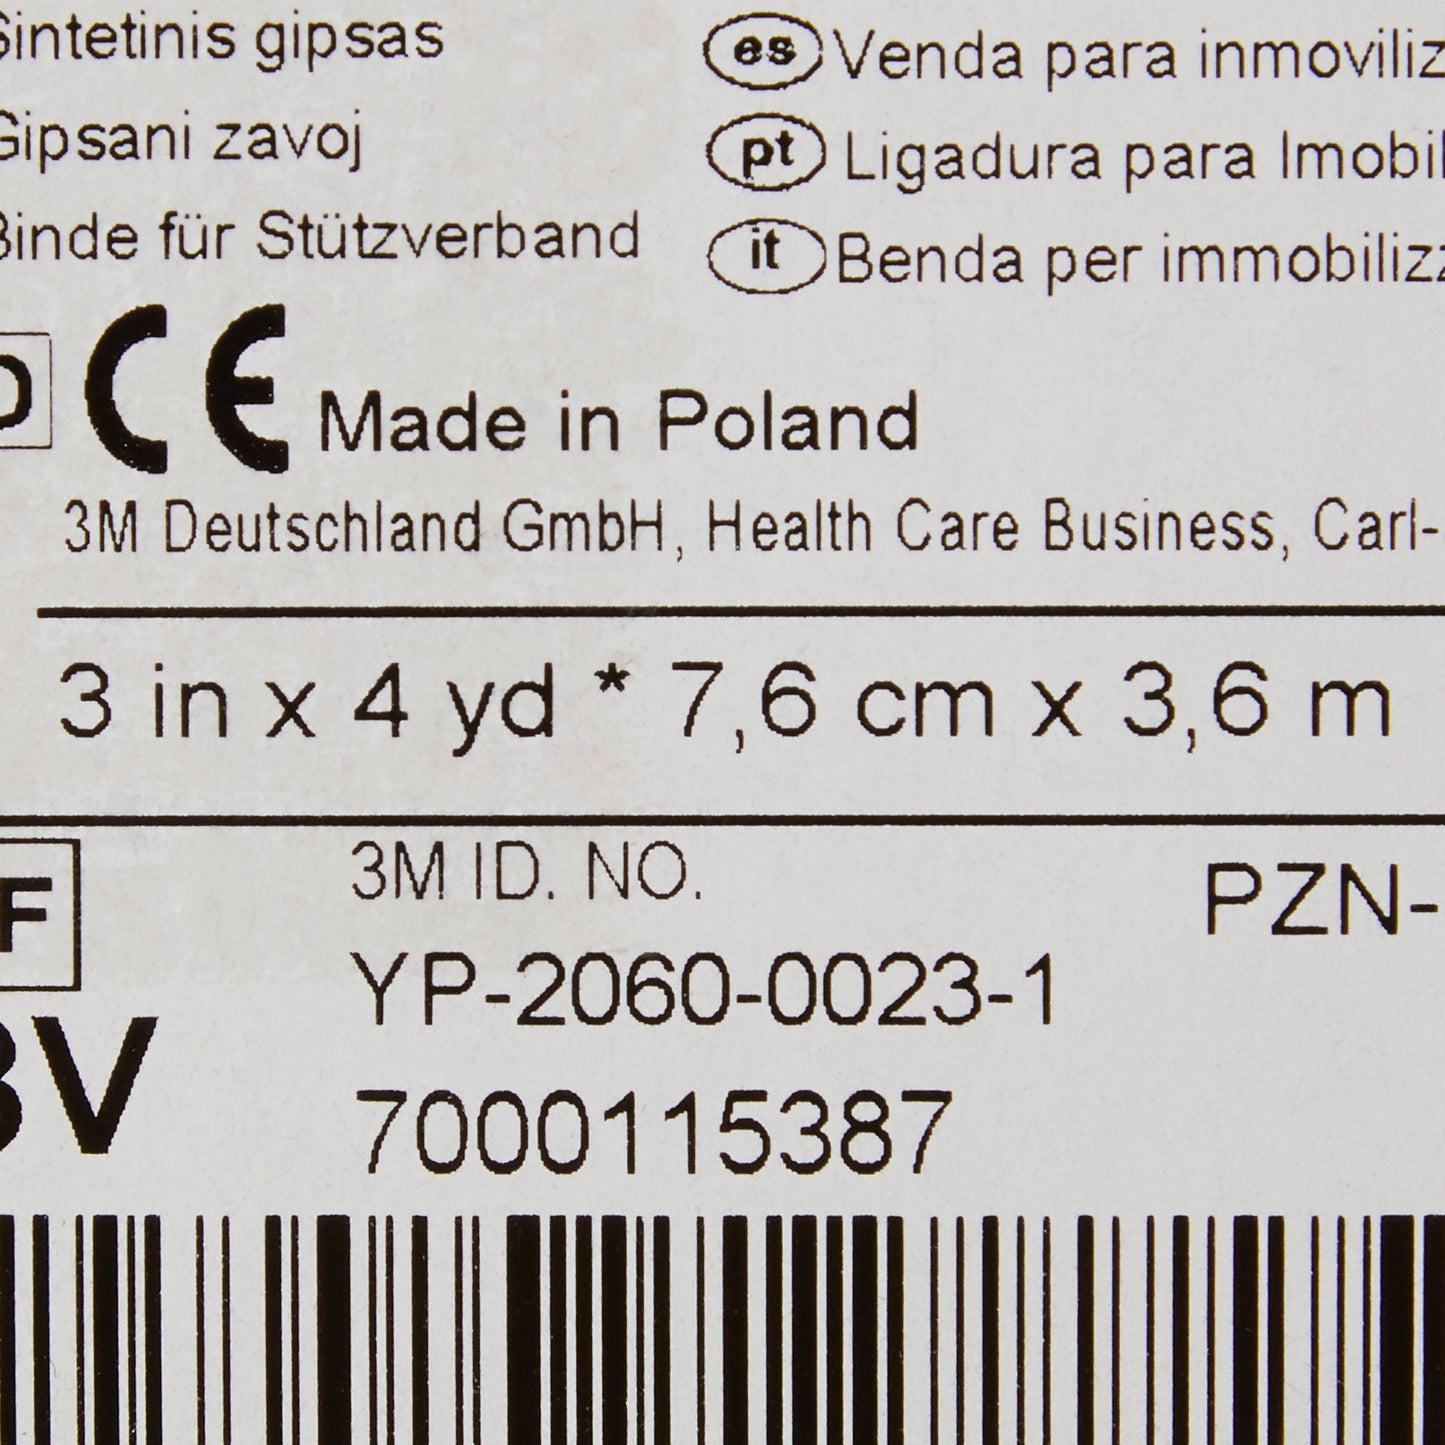 Sintetinis gipsas
Gipsani zavoj
Binde für Stützverband
es Venda para inmoviliz
pt Ligadura para Imobil
it Benda per immobilizz
CE Made in Poland
3M Deutschland GmbH, Health Care Business, Carl-
3 in x 4 yd * 7,6 cm x 3,6 m
3M ID. NO.
PZN-
F
YP-2060-0023-1
BV
7000115387